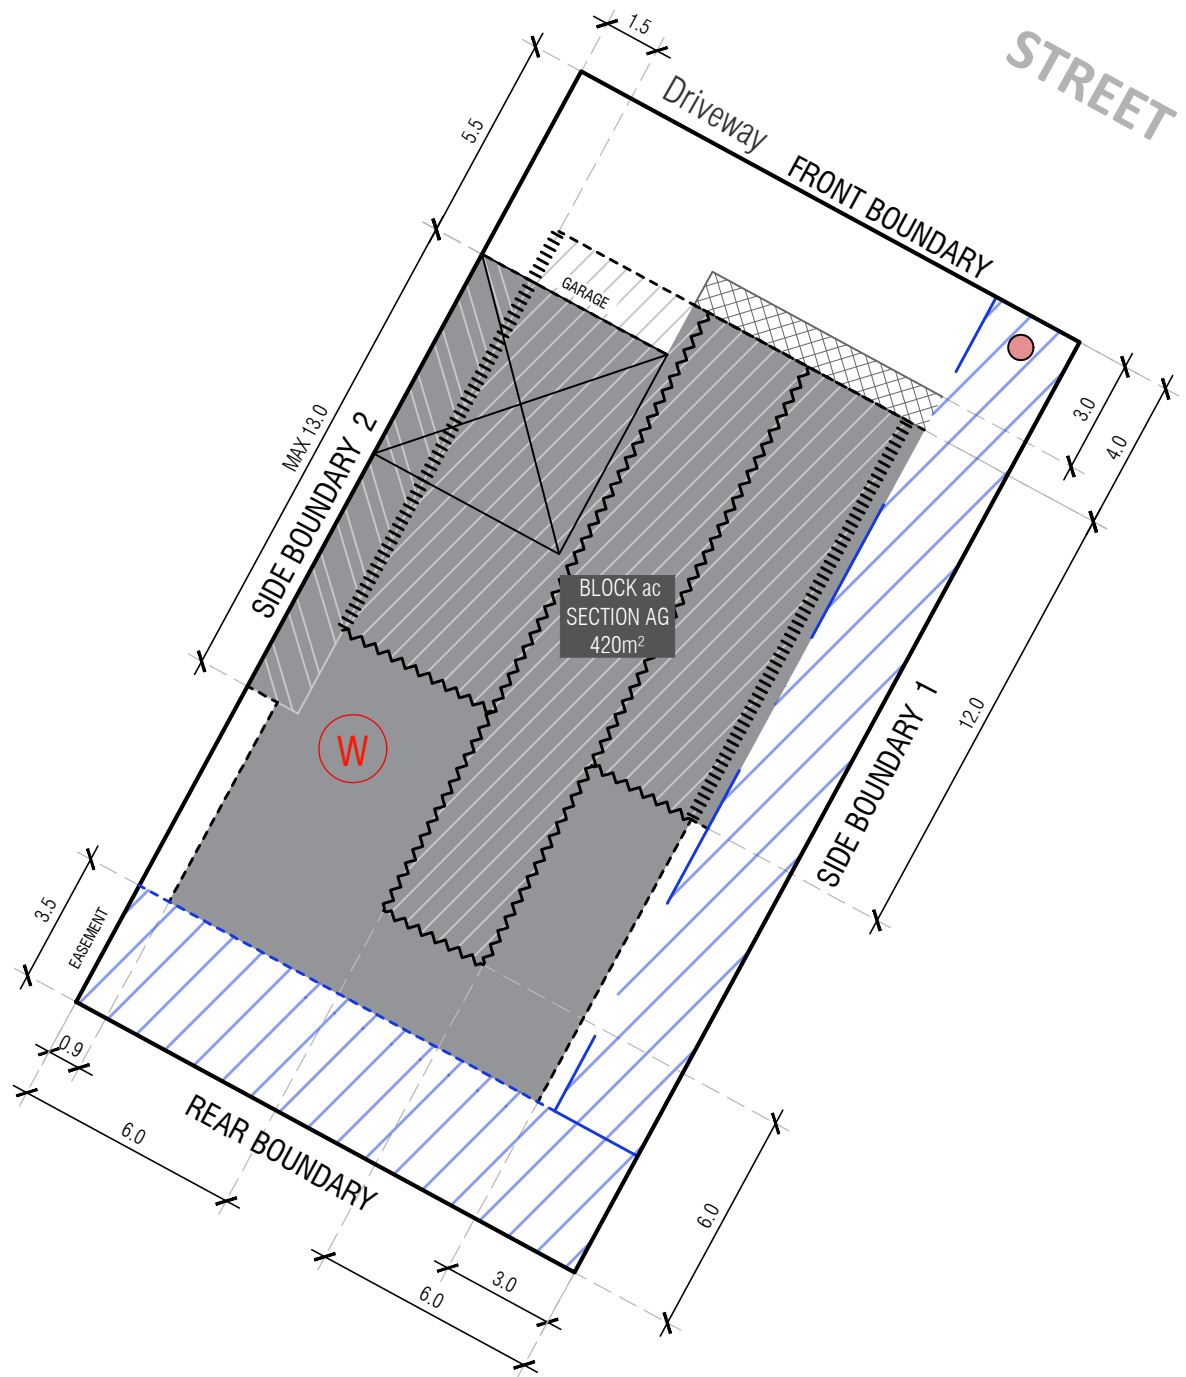 STREET
1.5
Driveway
FRONT BOUNDARY
5.5
GARAGE
3.0
4.0
MAX 13.0
SIDE BOUNDARY 2
BLOCK ac
SECTION AG
420m²
12.0
SIDE BOUNDARY 1
W
3.5
EASEMENT
0.9
6.0
REAR BOUNDARY
3.0
6.0
6.0